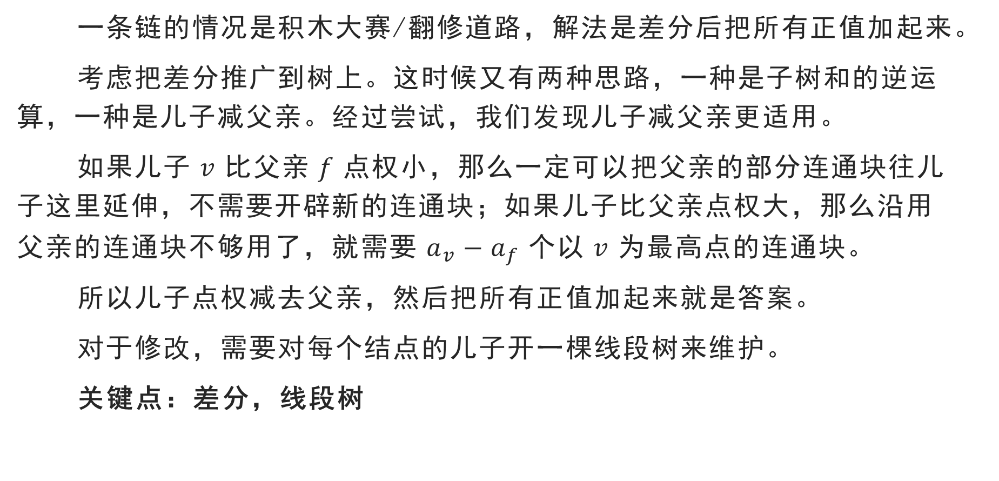 一条链的情况是积木大赛/翻修道路，解法是差分后把所有正值加起来。
考虑把差分推广到树上。这时候又有两种思路，一种是子树和的逆运
算，一种是儿子减父亲。经过尝试，我们发现儿子减父亲更适用。
如果儿子 v 比父亲 f 点权小，那么一定可以把父亲的部分连通块往儿
子这里延伸，不需要开辟新的连通块；如果儿子比父亲点权大，那么沿用
父亲的连通块不够用了，就需要 a_v − a_f 个以 v 为最高点的连通块。
所以儿子点权减去父亲，然后把所有正值加起来就是答案。
对于修改，需要对每个结点的儿子开一棵线段树来维护。
关键点：差分，线段树